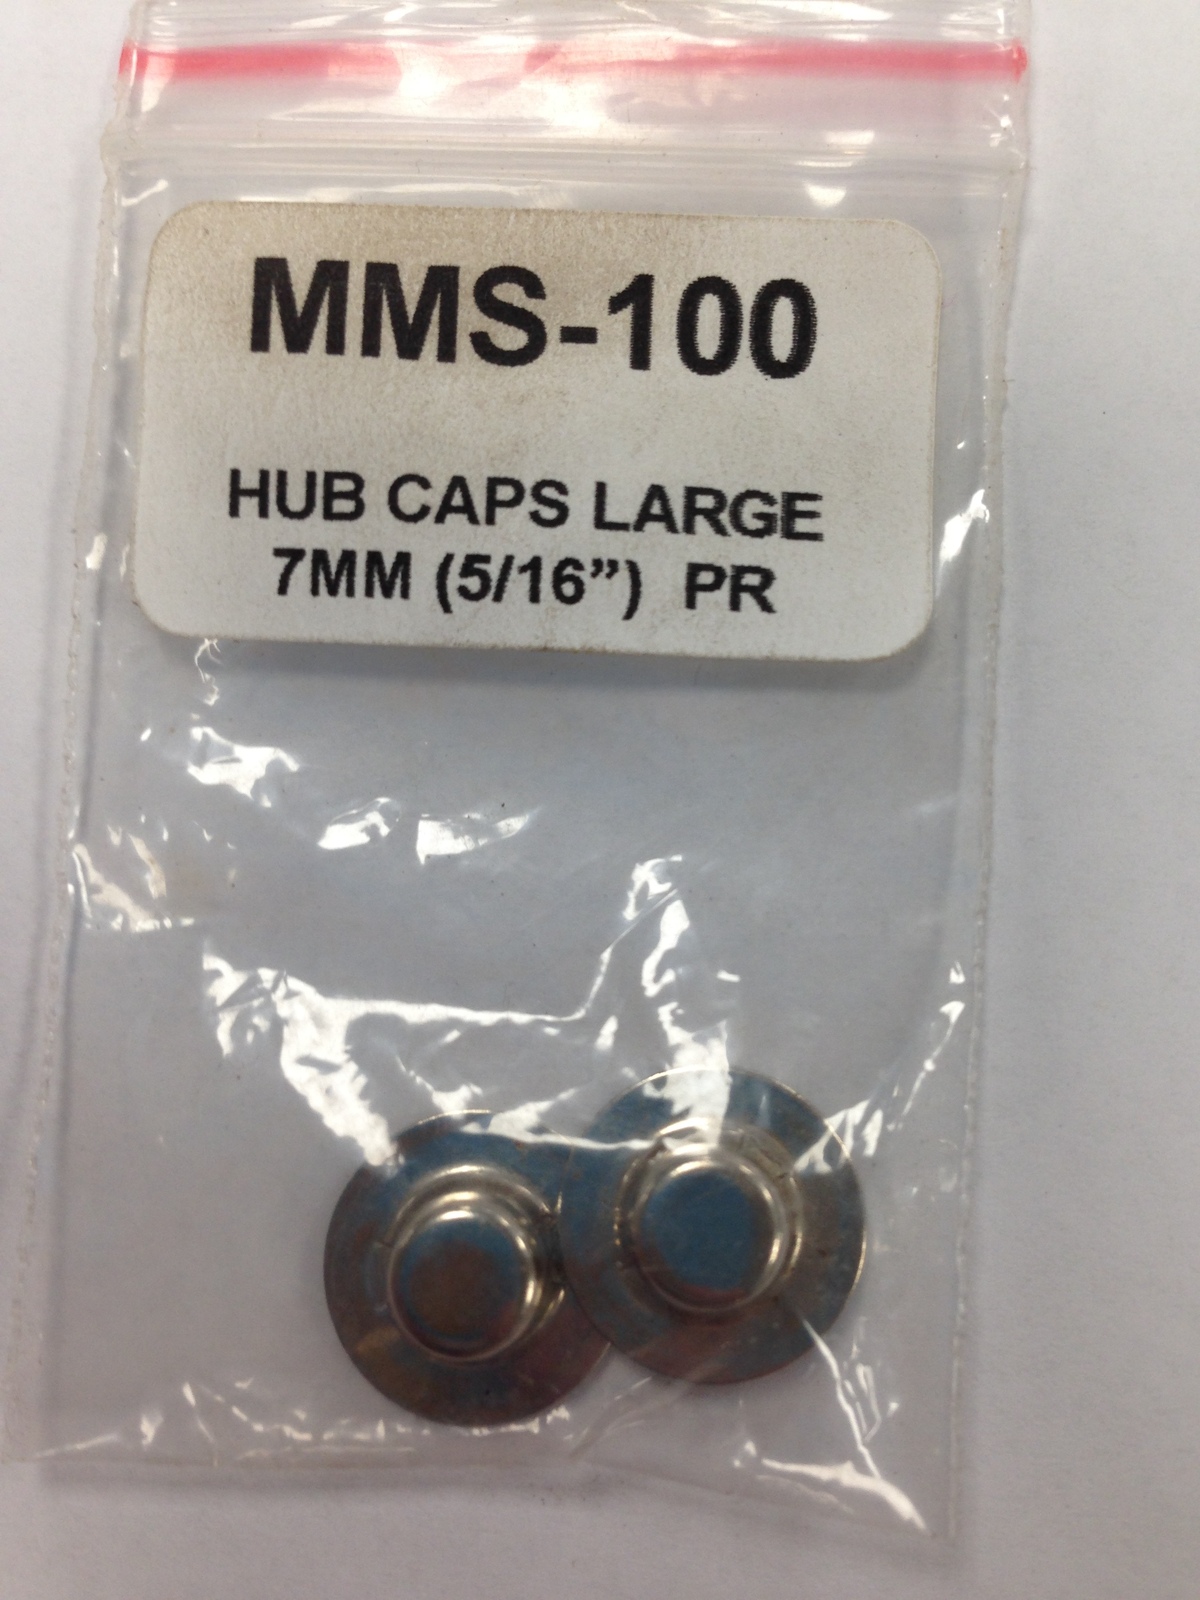 MMS-100
HUB CAPS LARGE
7MM (5/16”) PR